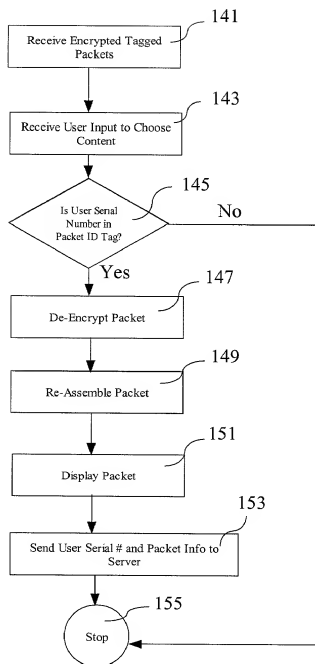 141
Receive Encrypted Tagged
Packets
143
Receive User Input to Choose
Content
145
Is User Serial
Number in
Packet ID Tag?
No
Yes
147
De-Encrypt Packet
149
Re-Assemble Packet
151
Display Packet
153
Send User Serial # and Packet Info to
Server
155
Stop